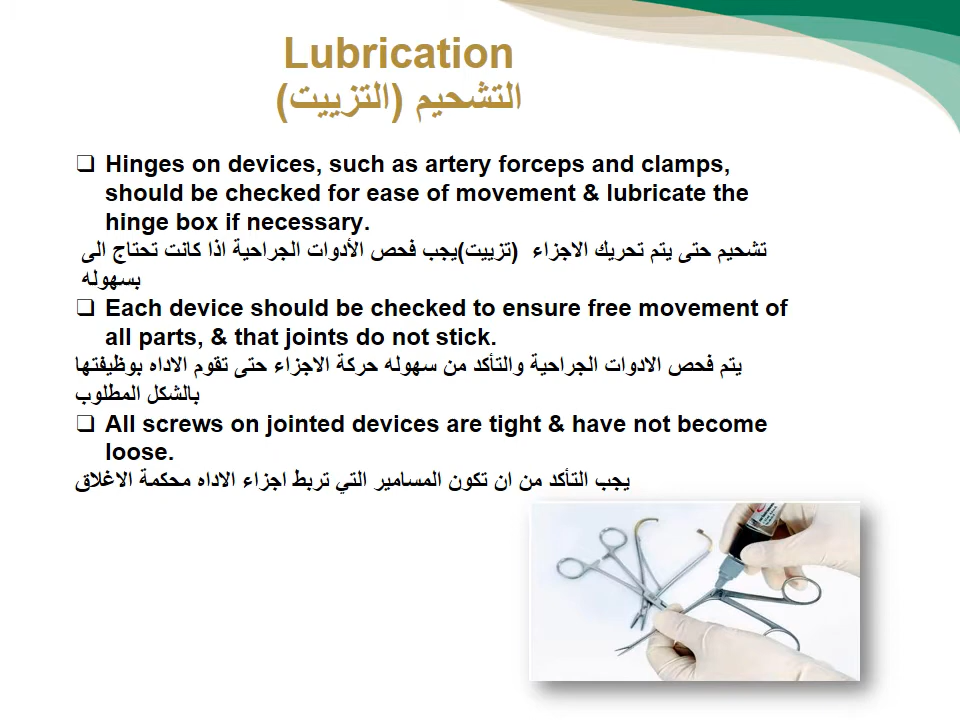 Lubrication
التشحيم (التزييت)
❑ Hinges on devices, such as artery forceps and clamps,
should be checked for ease of movement & lubricate the
hinge box if necessary.
تشحيم حتى يتم تحريك الاجزاء (تزييت)يجب فحص الأدوات الجراحية اذا كانت تحتاج الى
بسهوله
❑ Each device should be checked to ensure free movement of
all parts, & that joints do not stick.
يتم فحص الادوات الجراحية والتأكد من سهوله حركة الاجزاء حتى تقوم الاداه بوظيفتها
بالشكل المطلوب
❑ All screws on jointed devices are tight & have not become
loose.
يجب التأكد من ان تكون المسامير التي تربط اجزاء الاداه محكمة الاغلاق